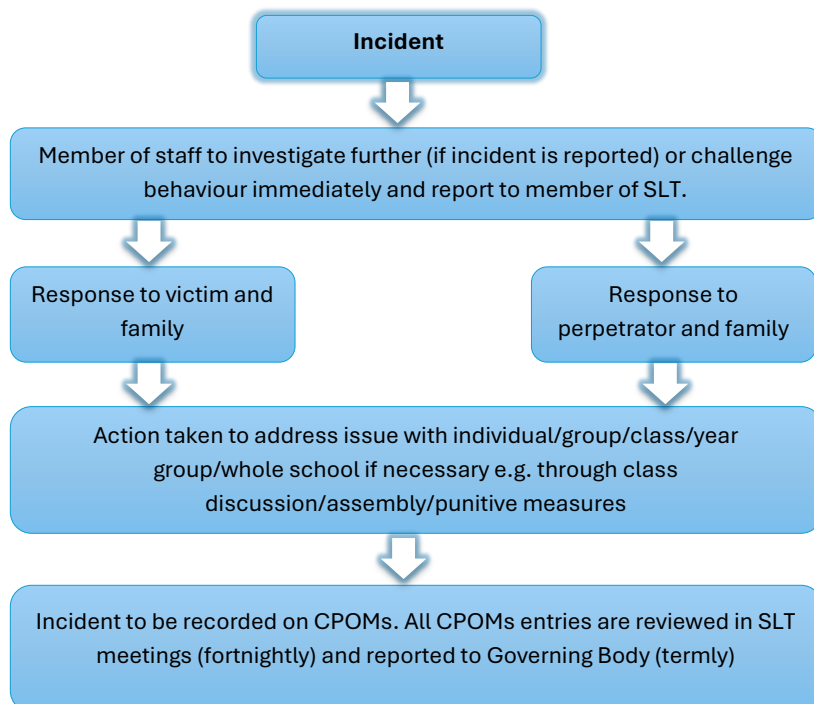 Incident
Member of staff to investigate further (if incident is reported) or challenge
behaviour immediately and report to member of SLT.
Response to victim and
family
Response to
perpetrator and family
Action taken to address issue with individual/group/class/year
group/whole school if necessary e.g. through class
discussion/assembly/punitive measures
Incident to be recorded on CPOMs. All CPOMs entries are reviewed in SLT
meetings (fortnightly) and reported to Governing Body (termly)